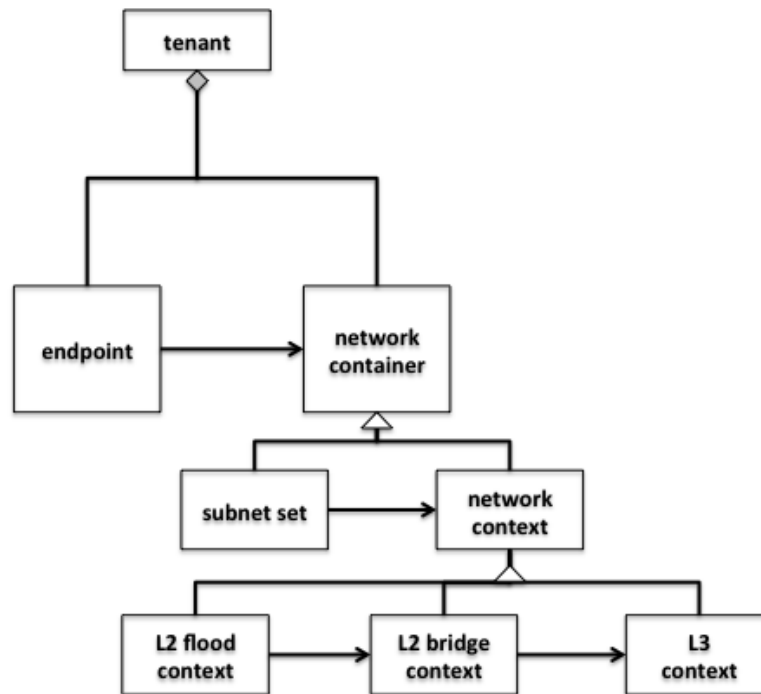 tenant
endpoint
network
container
subnet set
network
context
L2 flood
context
L2 bridge
context
L3
context